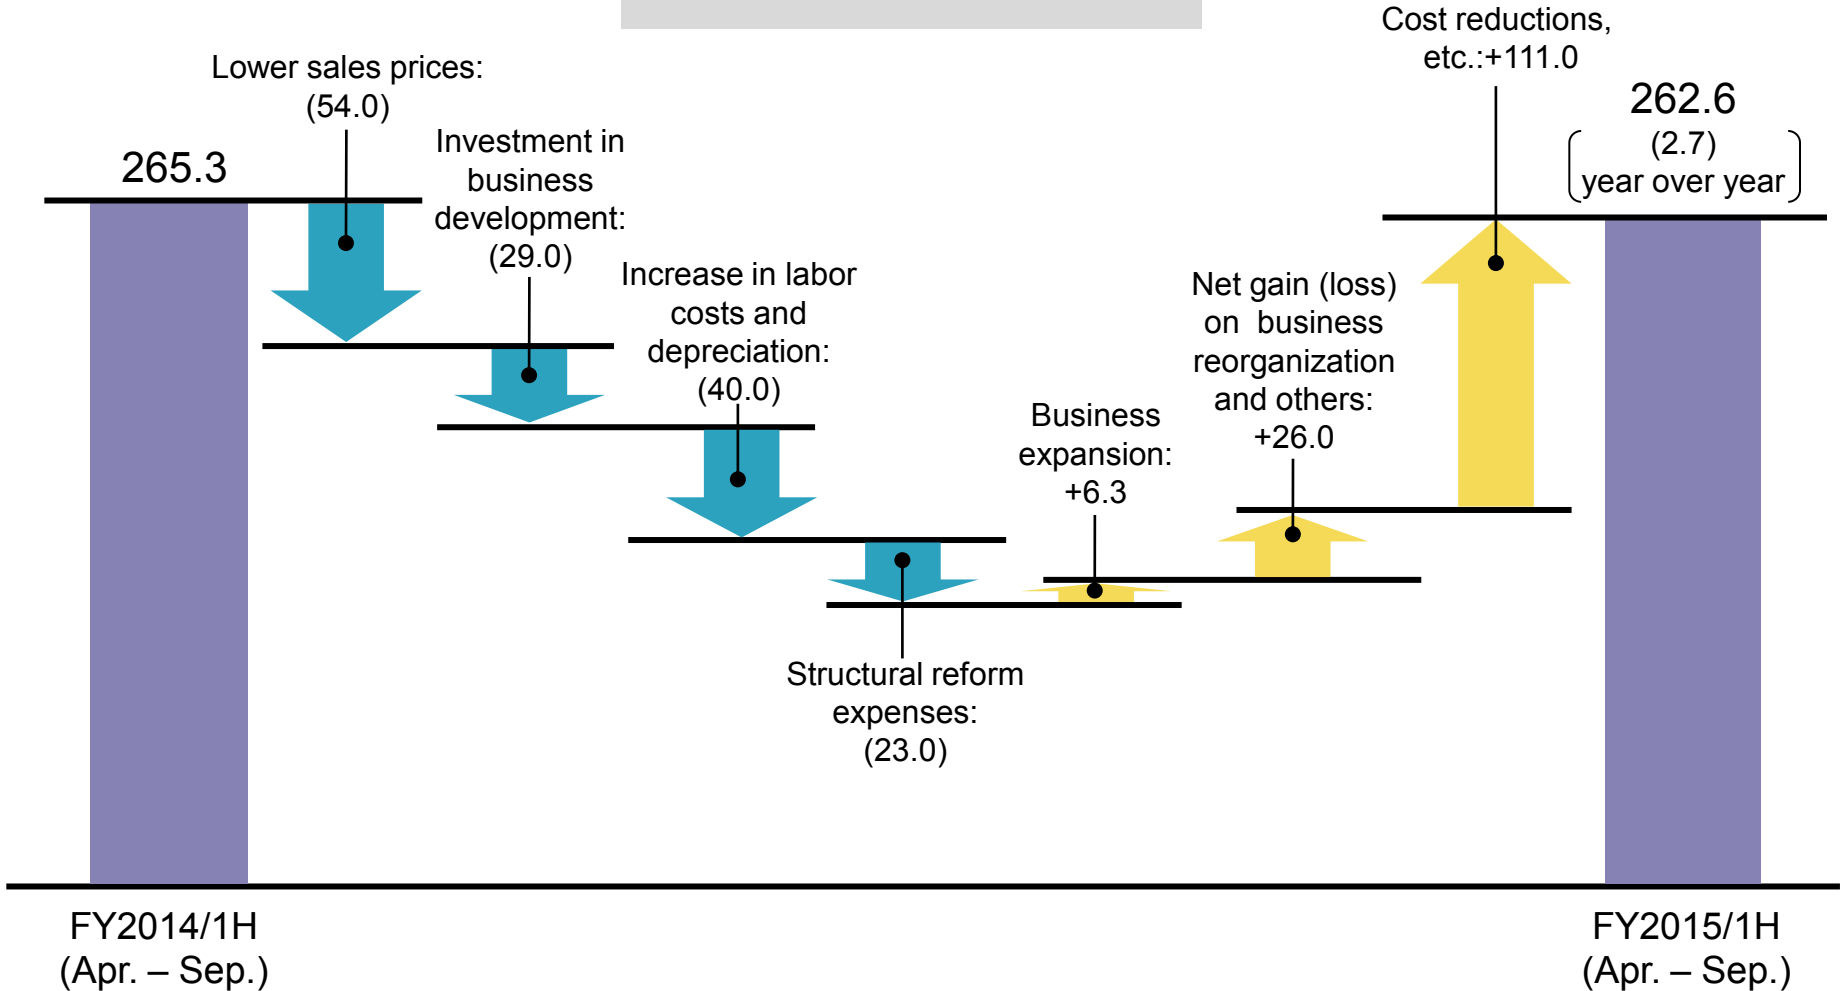 Lower sales prices:
(54.0)
265.3
Investment in
business
development:
(29.0)
Increase in labor
costs and
depreciation:
(40.0)
Structural reform
expenses:
(23.0)
Business
expansion:
+6.3
Net gain (loss)
on business
reorganization
and others:
+26.0
Cost reductions,
etc.:+111.0
262.6
(2.7)
year over year
FY2014/1H
(Apr. – Sep.)
FY2015/1H
(Apr. – Sep.)